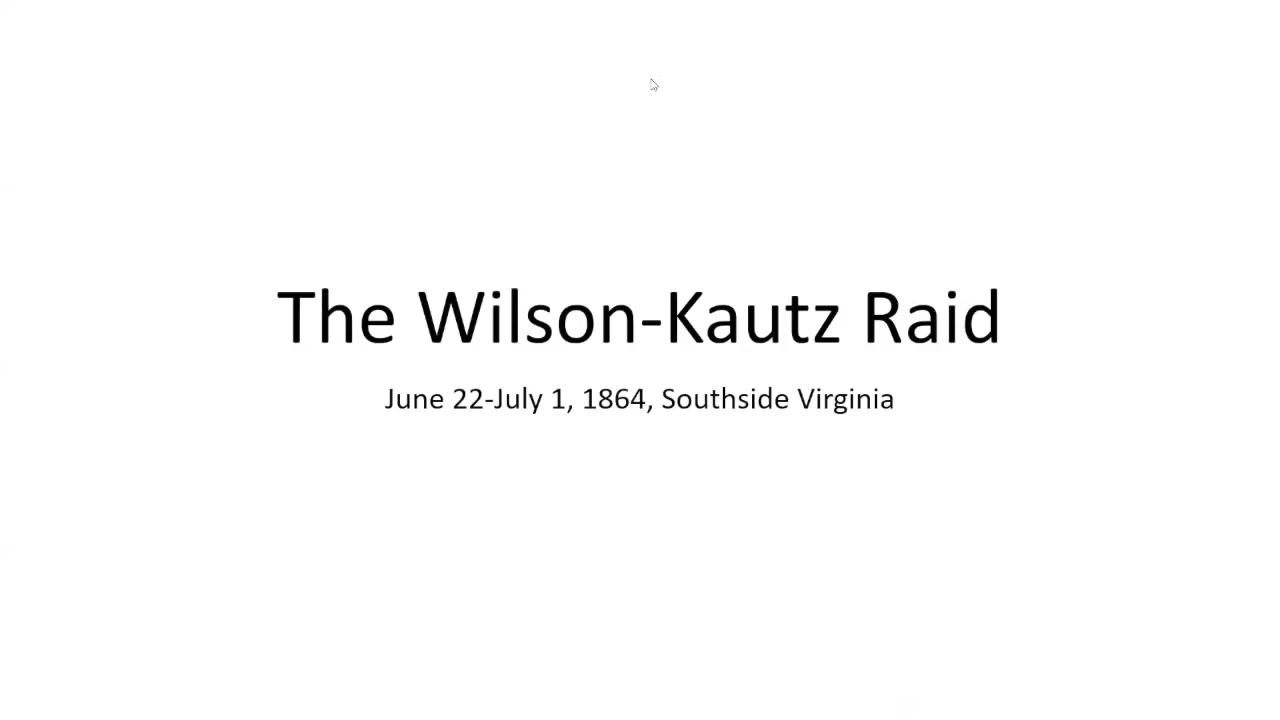 The Wilson-Kautz Raid
June 22-July 1, 1864, Southside Virginia